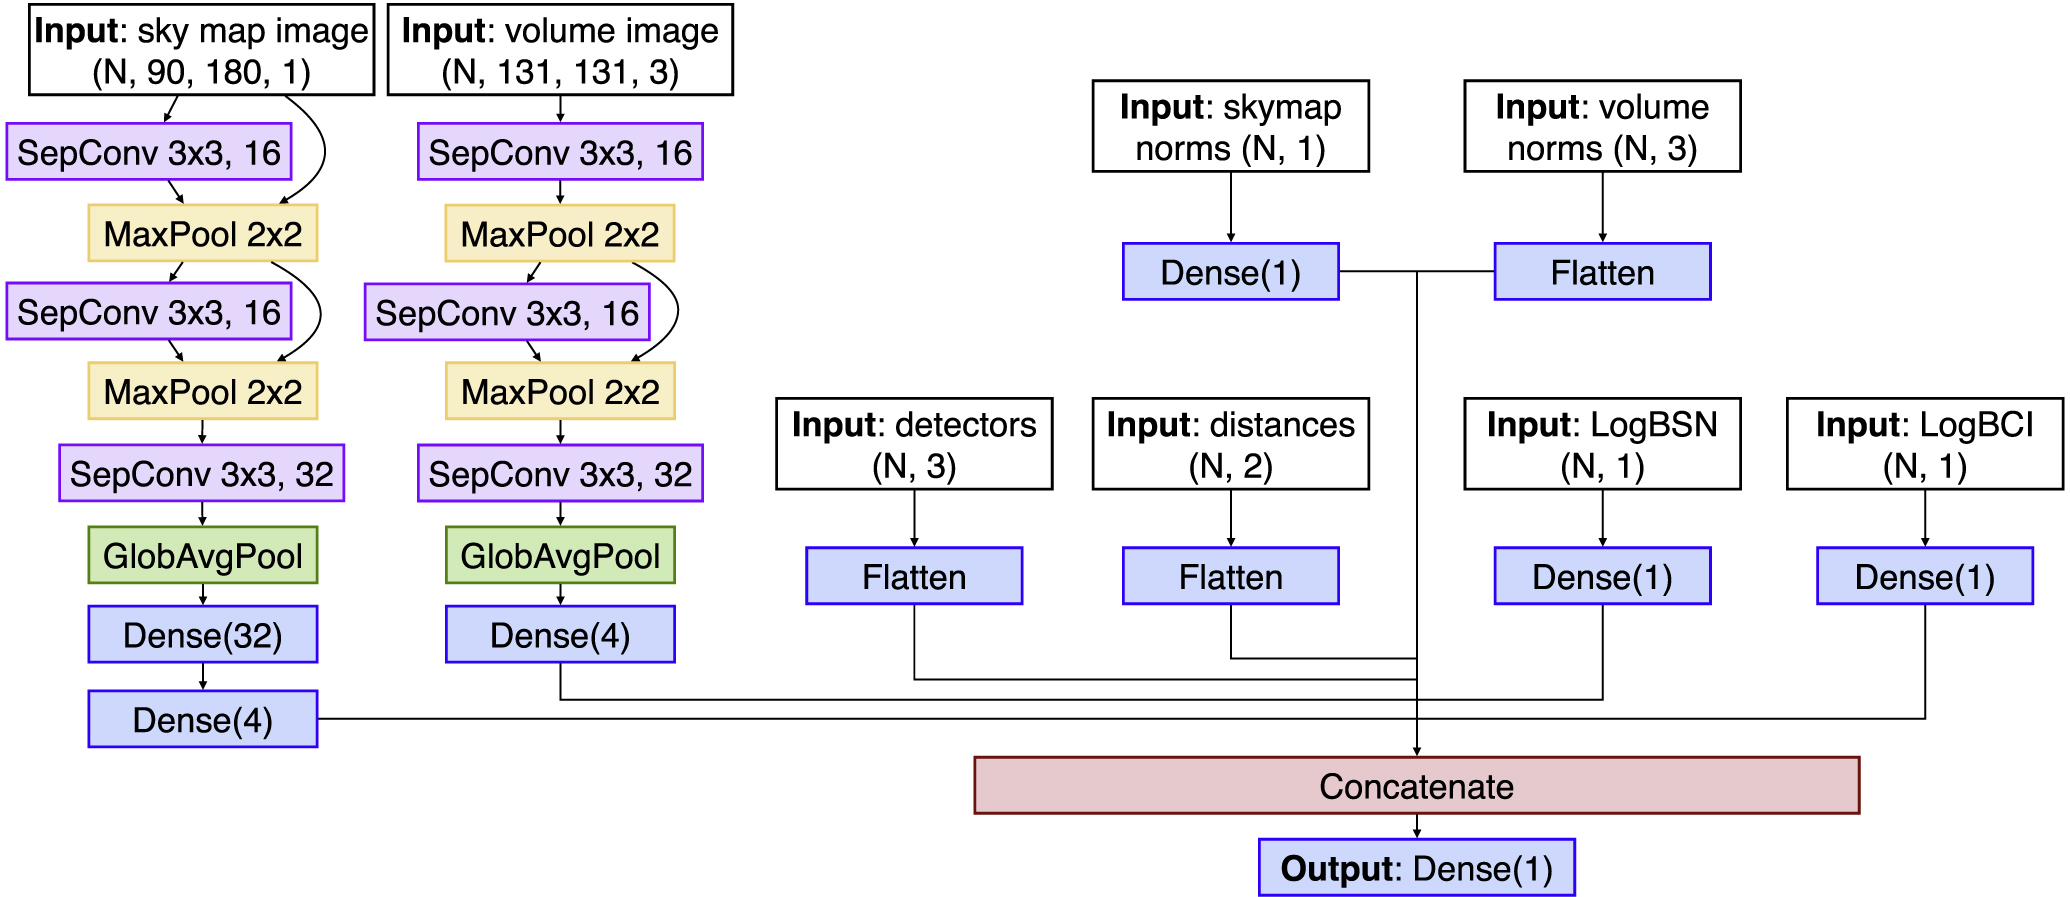 Input: sky map image
(N, 90, 180, 1)
SepConv 3x3, 16
MaxPool 2x2
SepConv 3x3, 16
MaxPool 2x2
SepConv 3x3, 32
GlobAvgPool
Dense(32)
Dense(4)
Input: volume image
(N, 131, 131, 3)
SepConv 3x3, 16
MaxPool 2x2
SepConv 3x3, 16
MaxPool 2x2
SepConv 3x3, 32
GlobAvgPool
Dense(4)
Input: skymap
norms (N, 1)
Dense(1)
Input: volume
norms (N, 3)
Flatten
Input: detectors
(N, 3)
Flatten
Input: distances
(N, 2)
Flatten
Input: LogBSN
(N, 1)
Dense(1)
Input: LogBCI
(N, 1)
Dense(1)
Concatenate
Output: Dense(1)